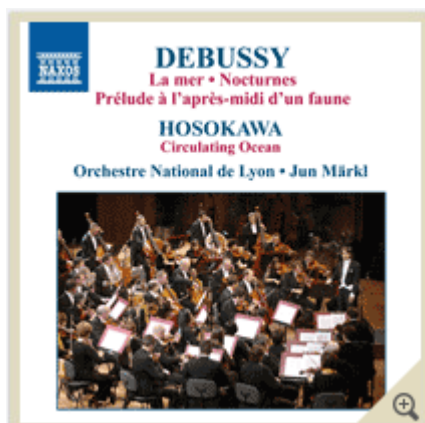 NAXOS
DEBUSSY
La mer • Nocturnes
Prélude à l'après-midi d'un faune
HOSOKAWA
Circulating Ocean
Orchestre National de Lyon • Jun Märkl